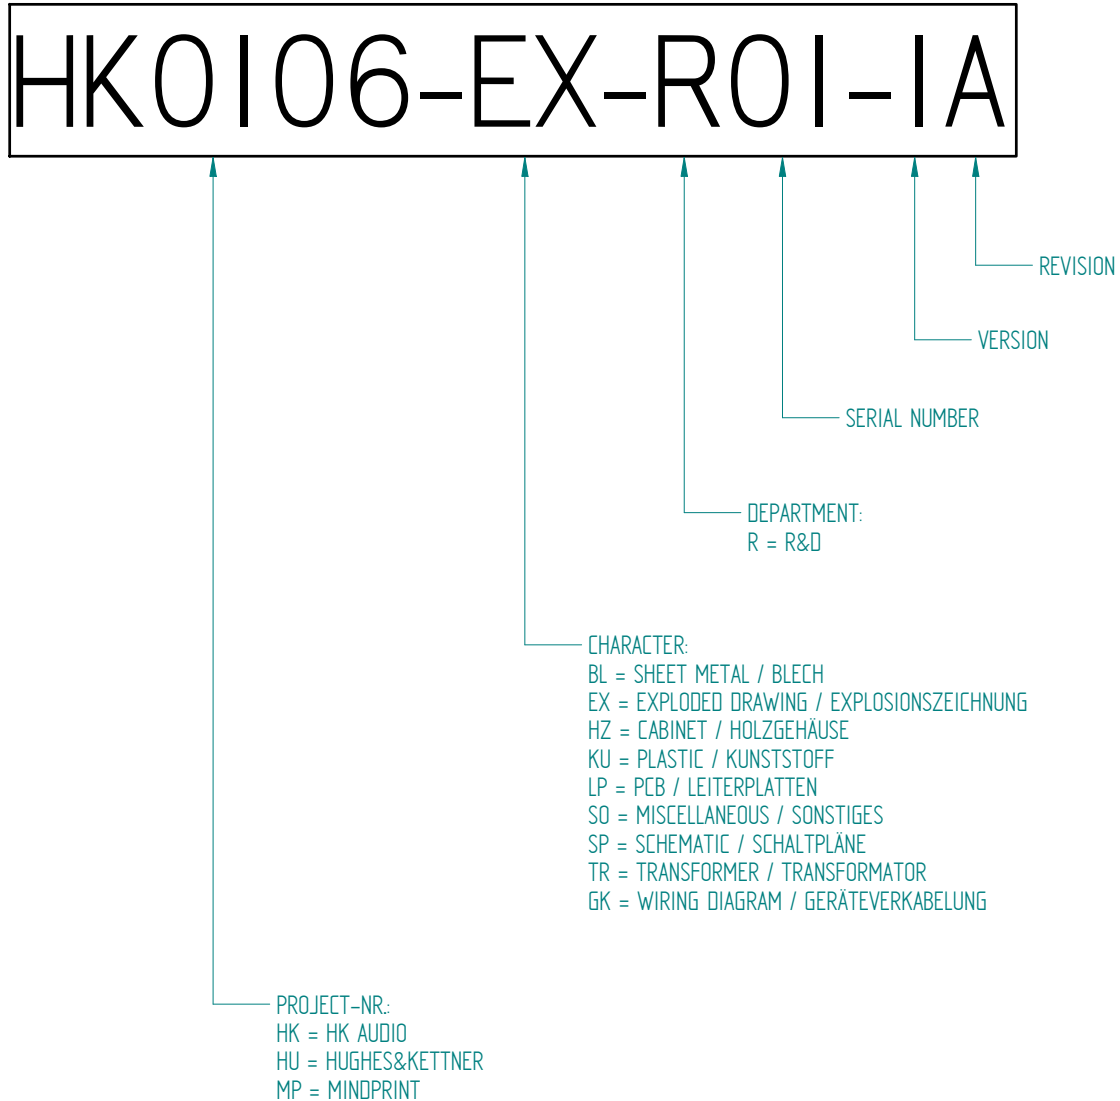 HK0106-EX-R01-1A
REVISION
VERSION
SERIAL NUMBER
DEPARTMENT:
R = R&D
CHARACTER:
BL = SHEET METAL / BLECH
EX = EXPLODED DRAWING / EXPLOSIONSZEICHNUNG
HZ = CABINET / HOLZGEHÄUSE
KU = PLASTIC / KUNSTSTOFF
LP = PCB / LEITERPLATTEN
SO = MISCELLANEOUS / SONSTIGES
SP = SCHEMATIC / SCHALTPLÄNE
TR = TRANSFORMER / TRANSFORMATOR
GK = WIRING DIAGRAM / GERÄTEVERKABELUNG
PROJECT-NR.:
HK = HK AUDIO
HU = HUGHES&KETTNER
MP = MINDPRINT